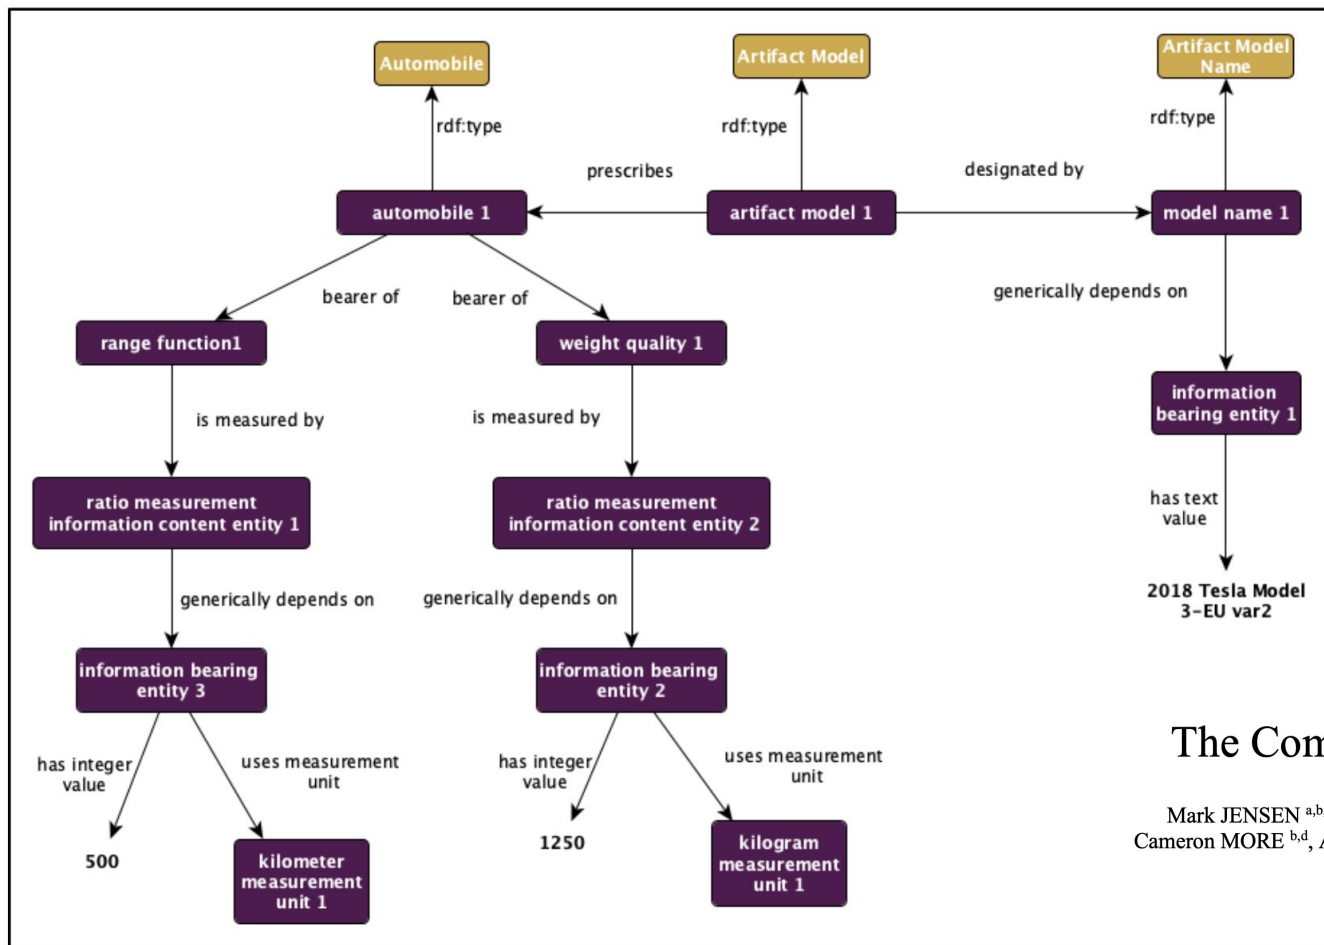 Automobile
Artifact Model
Artifact Model
Name
rdf:type
rdf:type
rdf:type
prescribes
designated by
automobile 1
artifact model 1
model name 1
bearer of
bearer of
generically depends on
range function1
weight quality 1
information
bearing entity 1
is measured by
is measured by
ratio measurement
information content entity 1
ratio measurement
information content entity 2
has text
value
generically depends on
generically depends on
2018 Tesla Model
3-EU var2
information bearing
entity 3
information bearing
entity 2
has integer
value
uses measurement
unit
has integer
value
uses measurement
unit
500
kilometer
measurement
unit 1
1250
kilogram
measurement
unit 1
The Com
Mark JENSEN a,b,
Cameron MORE b,d, A